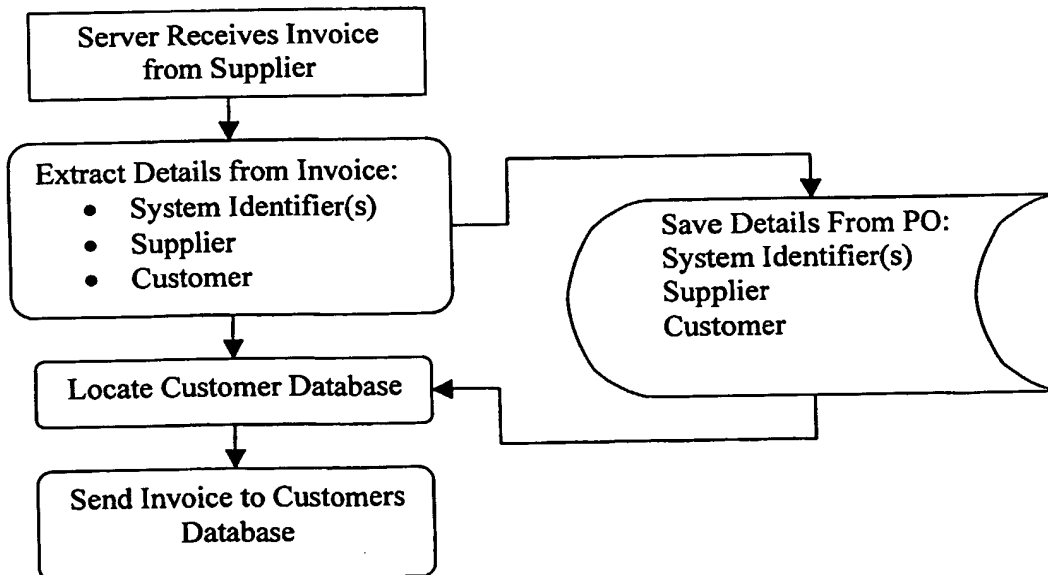 Server Receives Invoice
from Supplier
Extract Details from Invoice:
• System Identifier(s)
• Supplier
• Customer
Save Details From PO:
System Identifier(s)
Supplier
Customer
Locate Customer Database
Send Invoice to Customers
Database